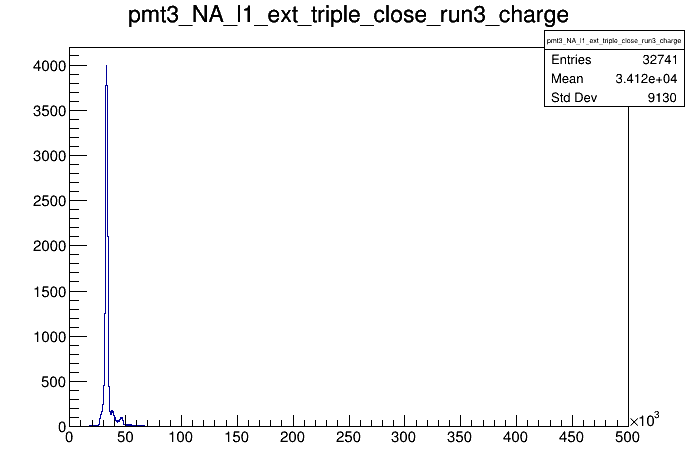 pmt3_NA_l1_ext_triple_close_run3_charge
pmt3_NA_l1_ext_triple_close_run3_charge
Entries 32741
Mean 3.412e+04
Std Dev 9130
4000
3500
3000
2500
2000
1500
1000
500
0
0 50 100 150 200 250 300 350 400 450 500
×10³